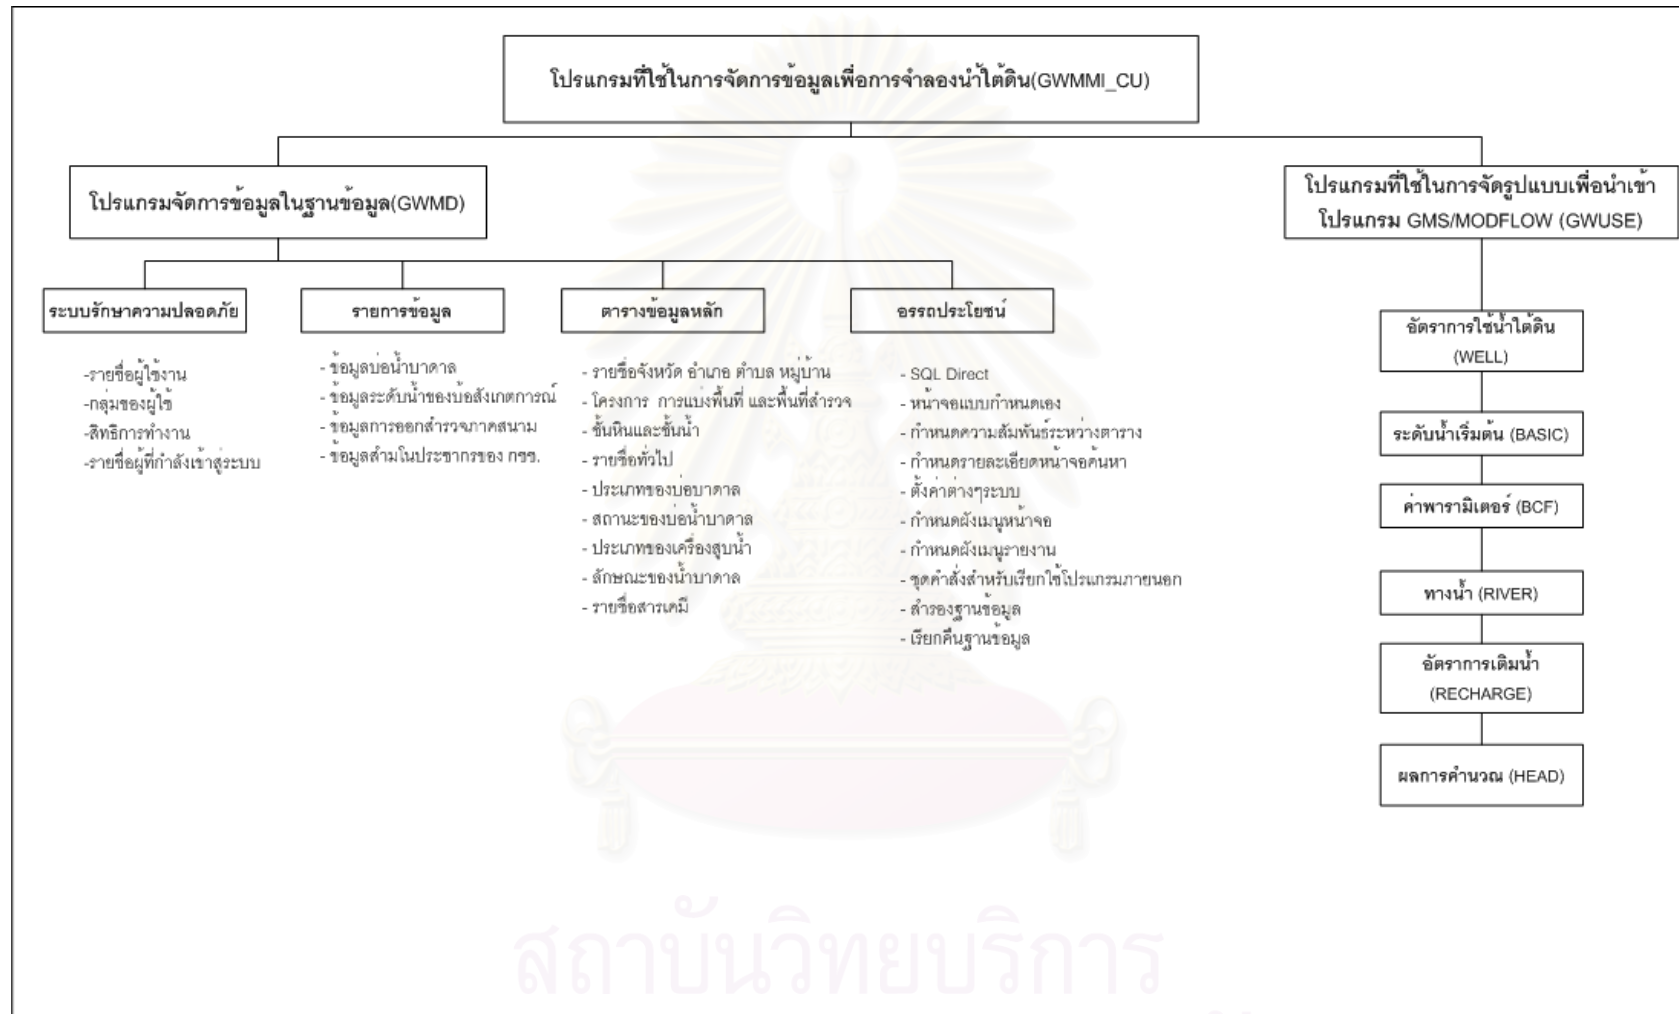 โปรแกรมที่ใช้ในการจัดการข้อมูลเพื่อการจำลองน้ำใต้ดิน(GWMMI_CU)
โปรแกรมจัดการข้อมูลในฐานข้อมูล(GWMD)
โปรแกรมที่ใช้ในการจัดรูปแบบเพื่อนำเข้า
โปรแกรม GMS/MODFLOW (GWUSE)
ระบบรักษาความปลอดภัย
-รายชื่อผู้ใช้งาน
-กลุ่มของผู้ใช้
-สิทธิการทำงาน
-รายชื่อผู้ที่กำลังเข้าสู่ระบบ
รายการข้อมูล
- ข้อมูลบ่อน้ำบาดาล
- ข้อมูลระดับน้ำของบ่อสังเกตการณ์
- ข้อมูลการออกสำรวจภาคสนาม
- ข้อมูลสำมโนประชากรของ กชช.
ตารางข้อมูลหลัก
- รายชื่อจังหวัด อำเภอ ตำบล หมู่บ้าน
- โครงการ การแบ่งพื้นที่ และพื้นที่สำรวจ
- ชั้นหินและชั้นน้ำ
- รายชื่อทั่วไป
- ประเภทของบ่อบาดาล
- สถานะของบ่อน้ำบาดาล
- ประเภทของเครื่องสูบน้ำ
- ลักษณะของน้ำบาดาล
- รายชื่อสารเคมี
อรรถประโยชน์
- SQL Direct
- หน้าจอแบบกำหนดเอง
- กำหนดความสัมพันธ์ระหว่างตาราง
- กำหนดรายละเอียดหน้าจอค้นหา
- ตั้งค่าต่างๆระบบ
- กำหนดผังเมนูหน้าจอ
- กำหนดผังเมนูรายงาน
- ชุดคำสั่งสำหรับเรียกใช้โปรแกรมภายนอก
- สำรองฐานข้อมูล
- เรียกคืนฐานข้อมูล
อัตราการใช้น้ำใต้ดิน
(WELL)
ระดับน้ำเริ่มต้น (BASIC)
ค่าพารามิเตอร์ (BCF)
ทางน้ำ (RIVER)
อัตราการเติมน้ำ
(RECHARGE)
ผลการคำนวณ (HEAD)
สถาบันวิทยบริการ